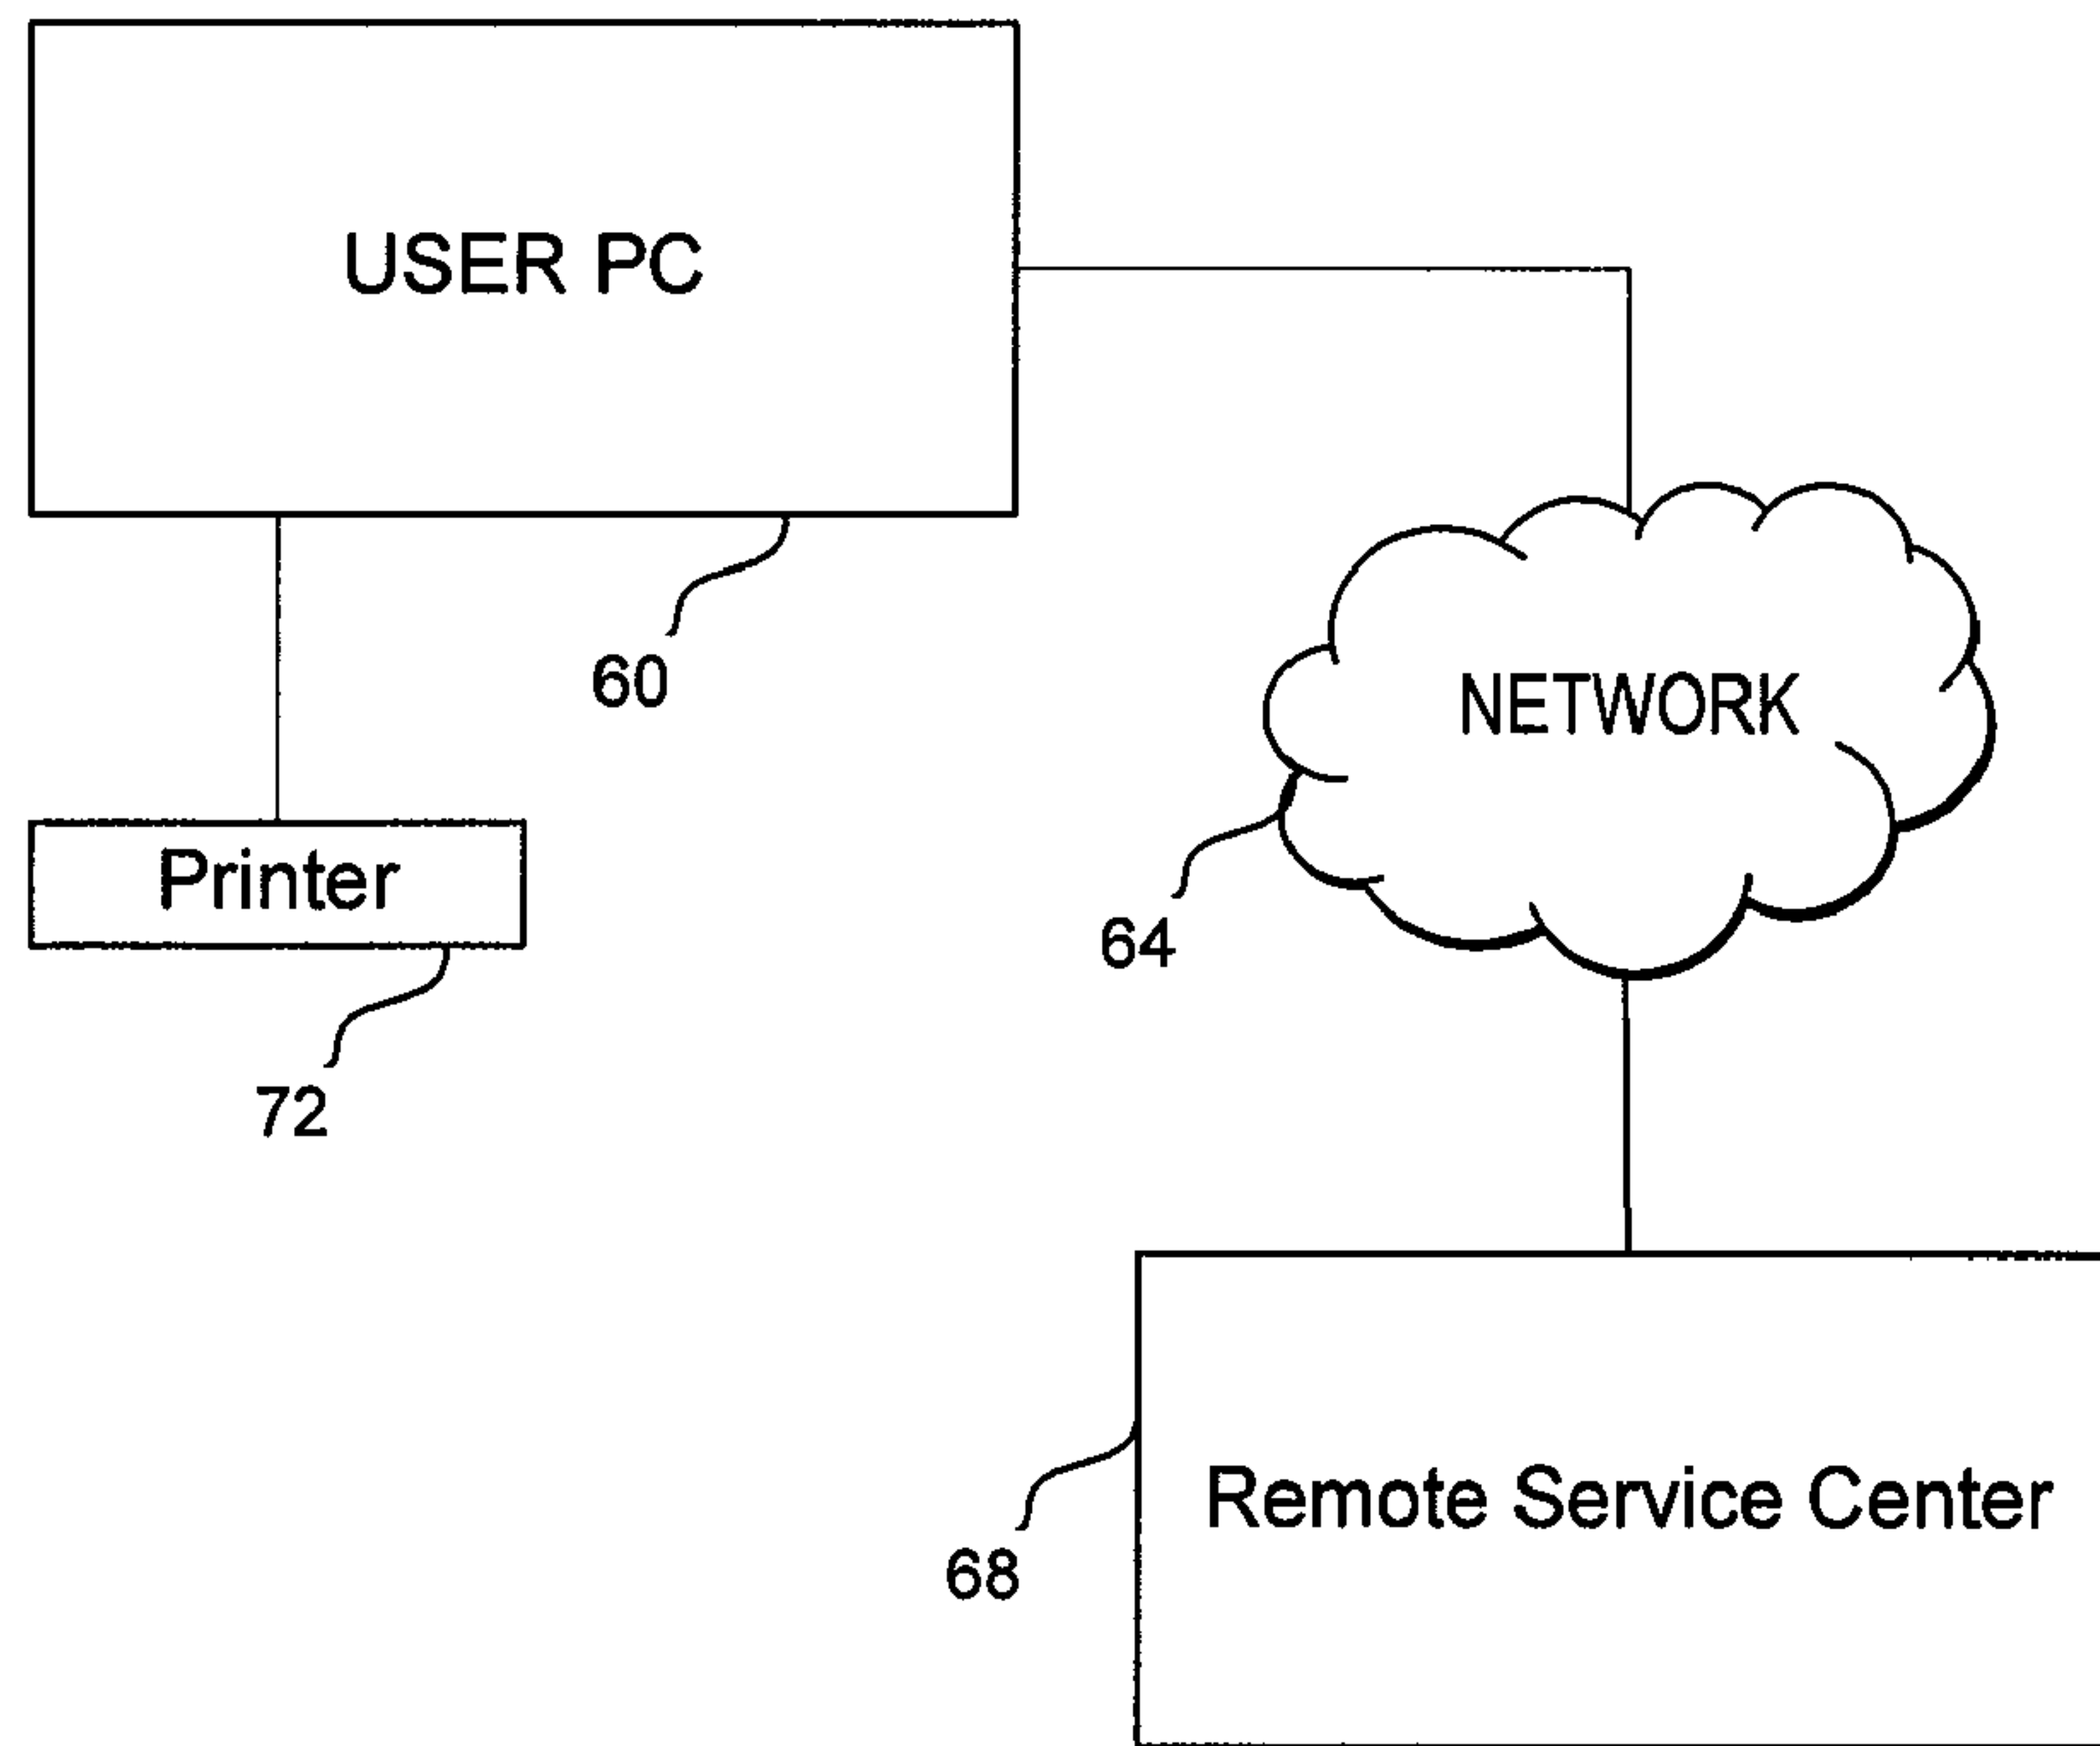 USER PC
60
NETWORK
Printer
64
72
Remote Service Center
68